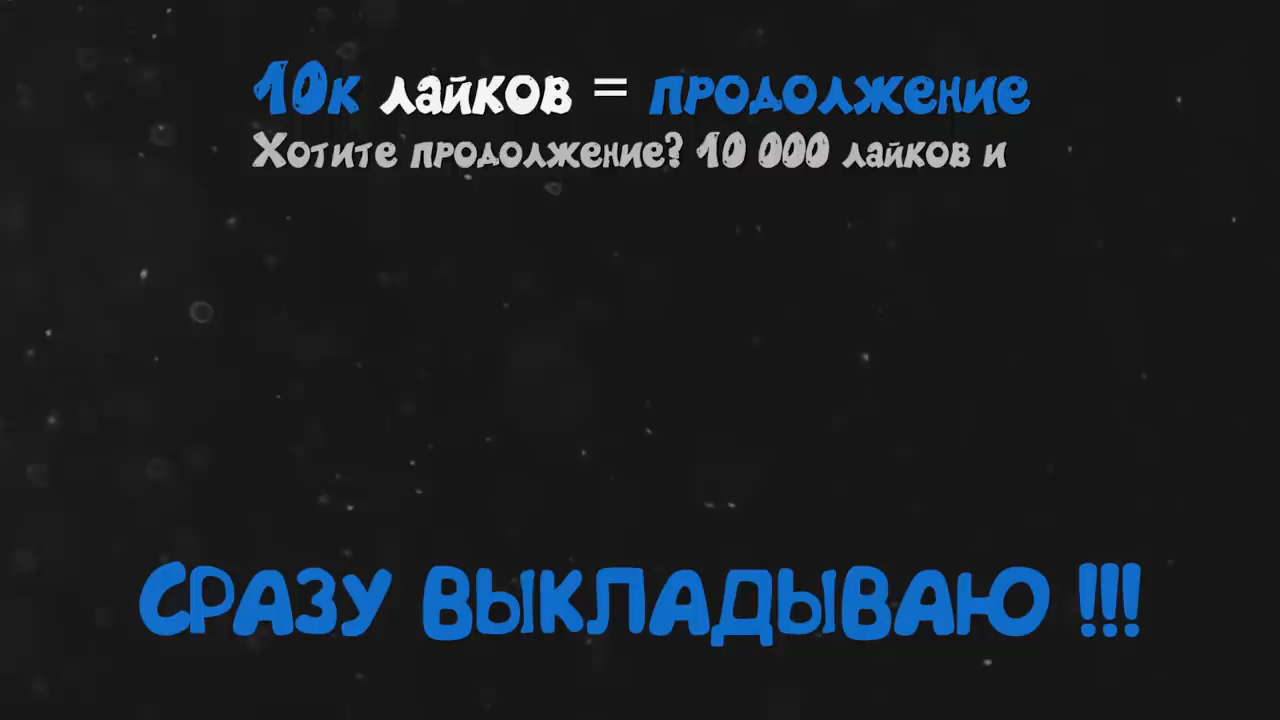 10к лайков = продолжение
Хотите продолжение? 10 000 лайков и
СРАЗУ ВЫКЛАДЫВАЮ !!!